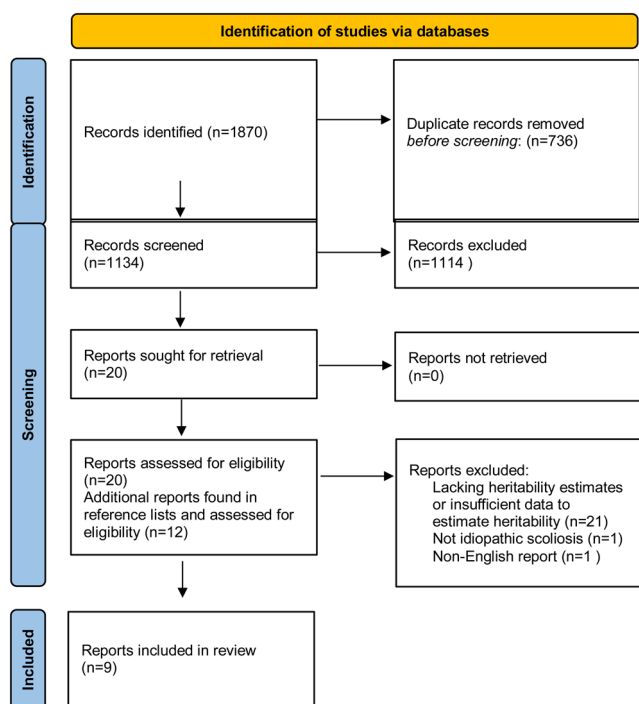 Identification of studies via databases
Identification
Records identified (n=1870)
Duplicate records removed
before screening: (n=736)
Screening
Records screened
(n=1134)
Records excluded
(n=1114 )
Reports sought for retrieval
(n=20)
Reports not retrieved
(n=0)
Reports assessed for eligibility
(n=20)
Additional reports found in
reference lists and assessed for
eligibility (n=12)
Reports excluded:
Lacking heritability estimates
or insufficient data to
estimate heritability (n=21)
Not idiopathic scoliosis (n=1)
Non-English report (n=1 )
Included
Reports included in review
(n=9)